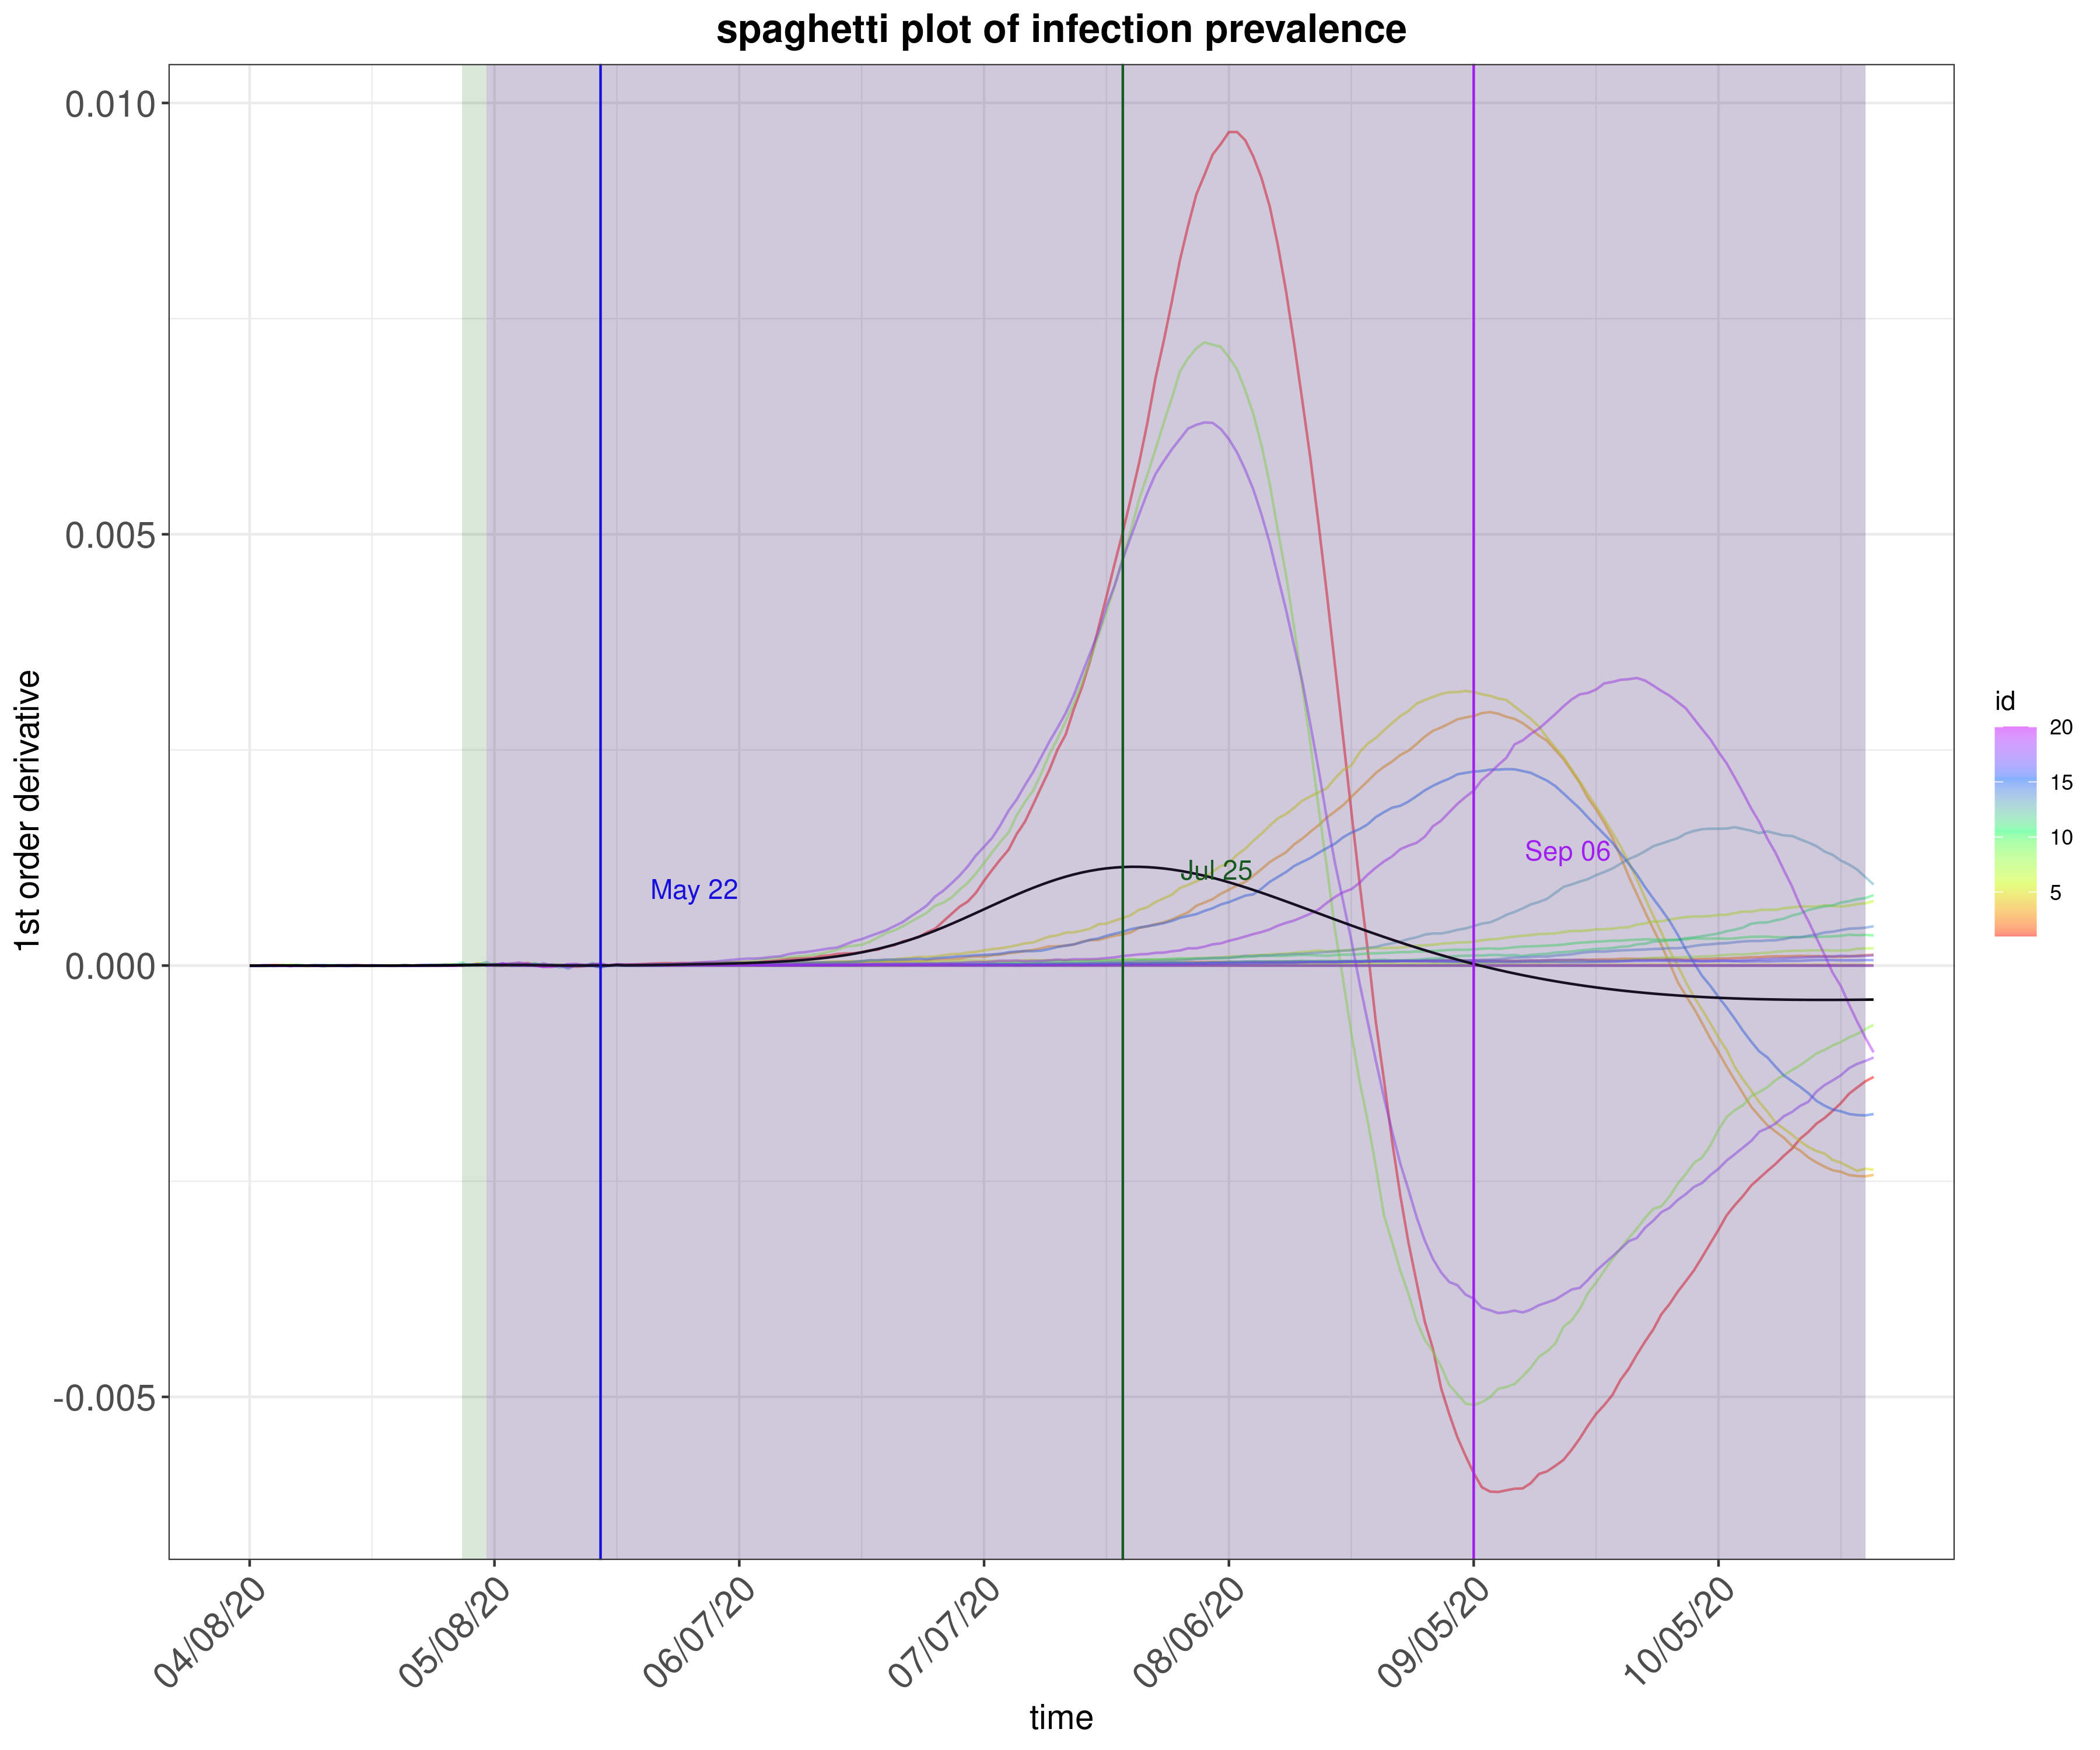 spaghetti plot of infection prevalence
0.010
0.005
0.000
-0.005
1st order derivative
May 22
Jul 25
Sep 06
04/08/20
05/08/20
06/07/20
07/07/20
08/06/20
09/05/20
10/05/20
time
id
20
15
10
5